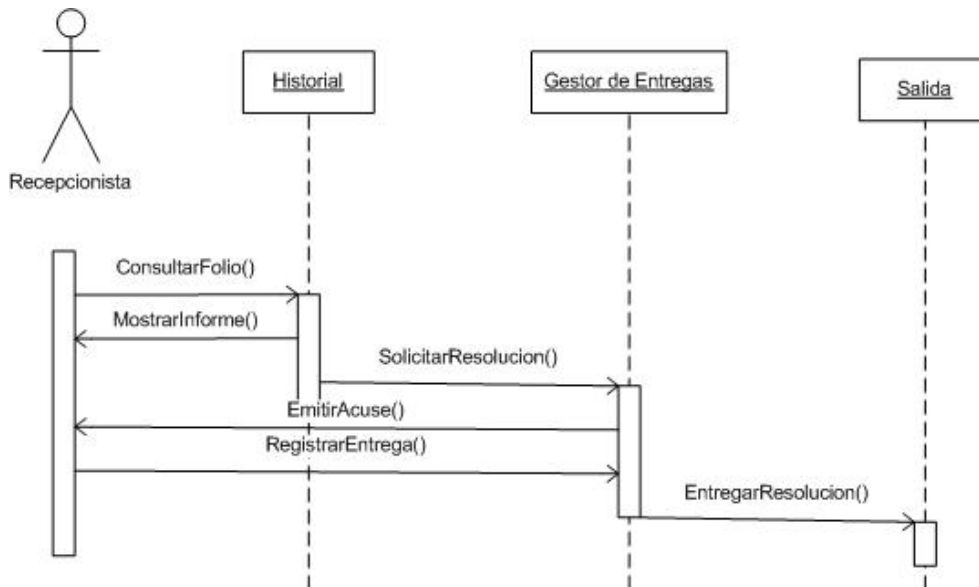 Historial
Gestor de Entregas
Salida
Recepcionista
ConsultarFolio()
MostrarInforme()
SolicitarResolucion()
EmitirAcuse()
RegistrarEntrega()
EntregarResolucion()